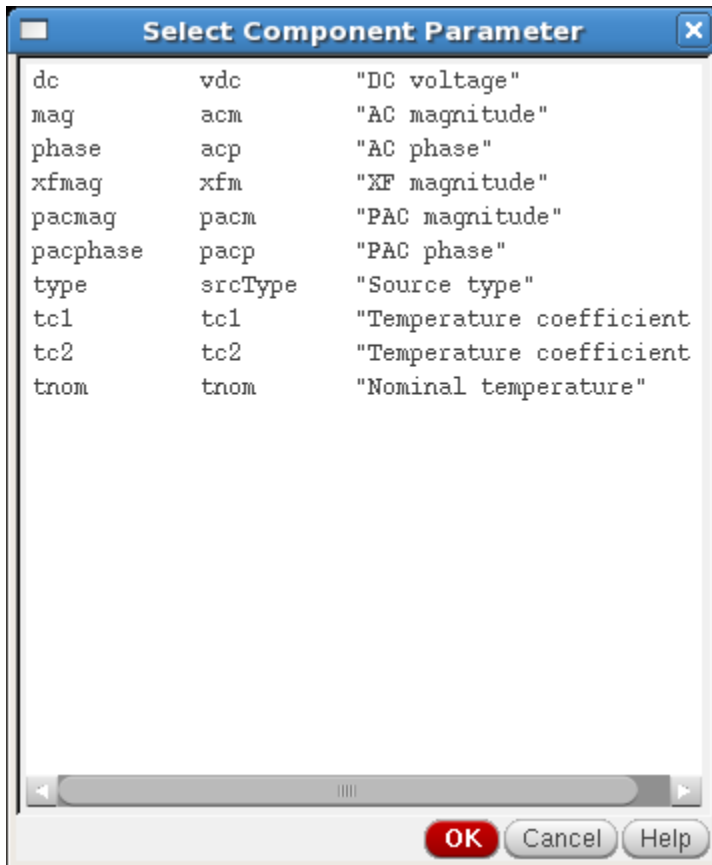 Select Component Parameter
dc vdc "DC voltage"
mag acm "AC magnitude"
phase acp "AC phase"
xfmag xfm "XF magnitude"
pacmag pacm "PAC magnitude"
pacphase pacp "PAC phase"
type srcType "Source type"
tc1 tc1 "Temperature coefficient
tc2 tc2 "Temperature coefficient
tnom tnom "Nominal temperature"
OK Cancel Help